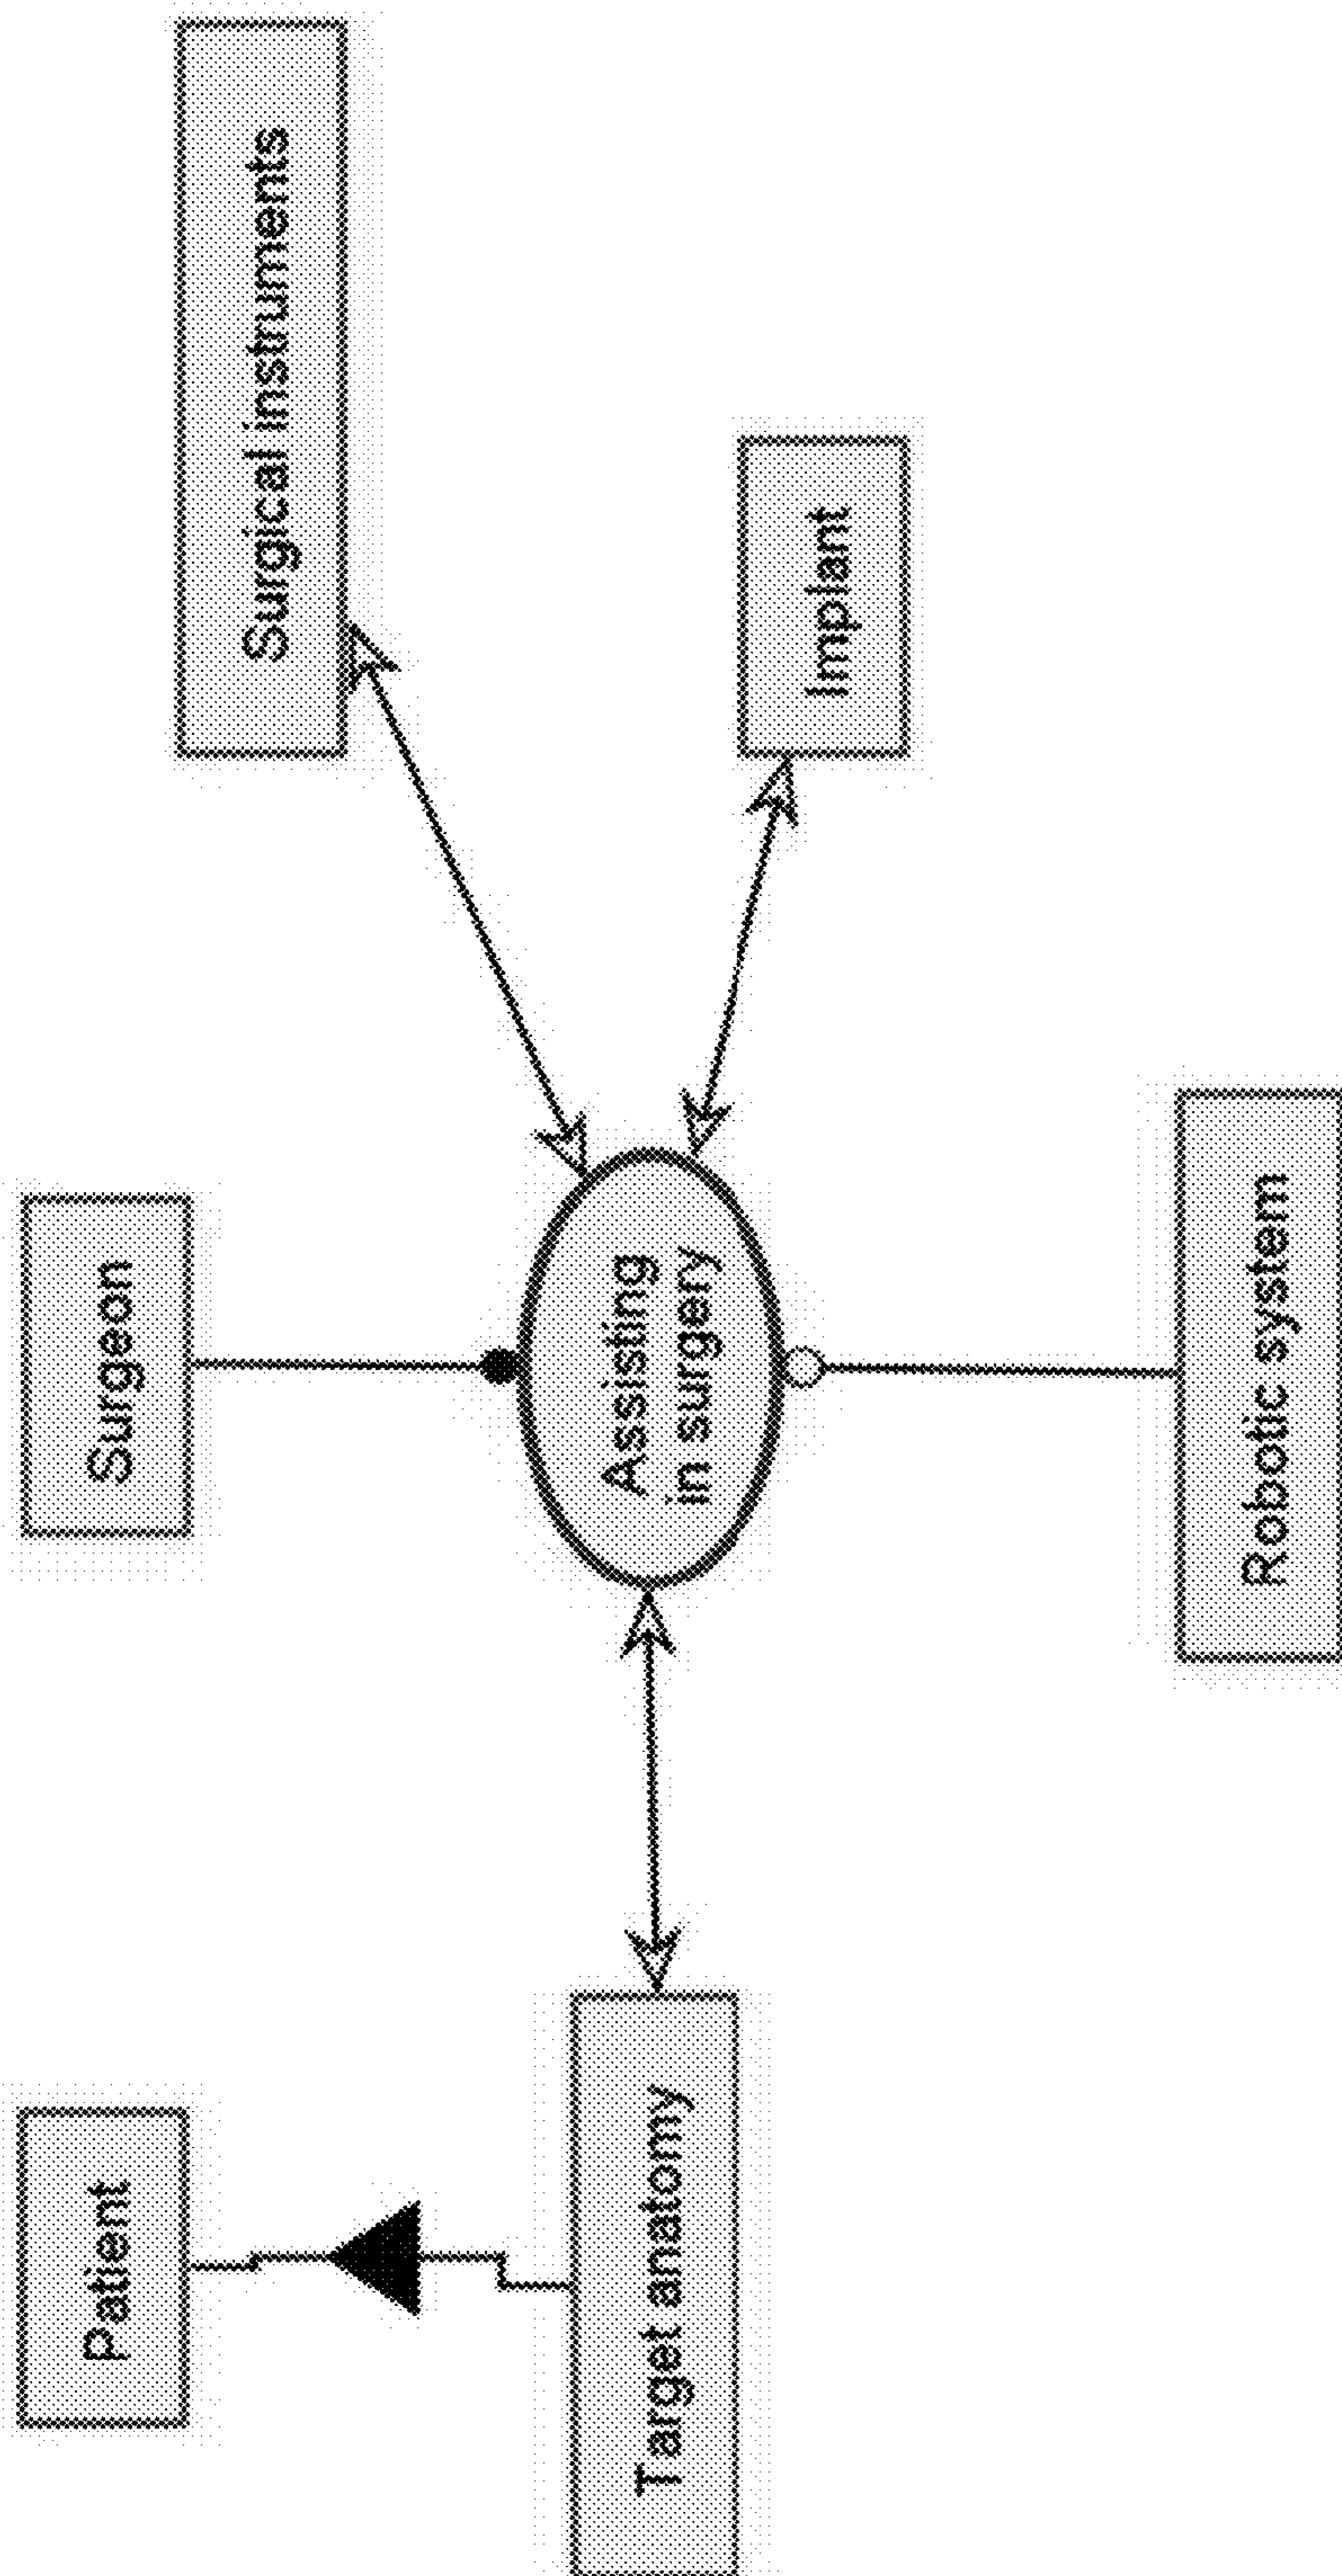 Patient
Surgeon
Surgical instruments
Target anatomy
Assisting
in surgery
Implant
Robotic system